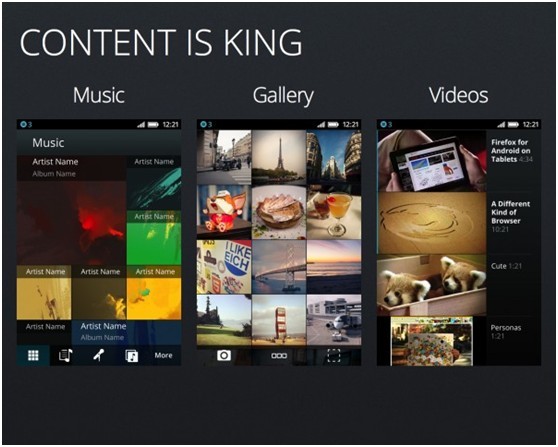 CONTENT IS KING
Music
Gallery
Videos
3
12:21
Music
Artist Name
Album Name
Artist Name
Artist Name
Artist Name
Artist Name
Artist Name
Artist Name
Artist Name
Album Name
More
3
12:21
I LIKE
EICH
3
12:21
Firefox for
Android on
Tablets 4:34
A Different
Kind of
Browser
10:21
Cute 1:21
Personas
1:21